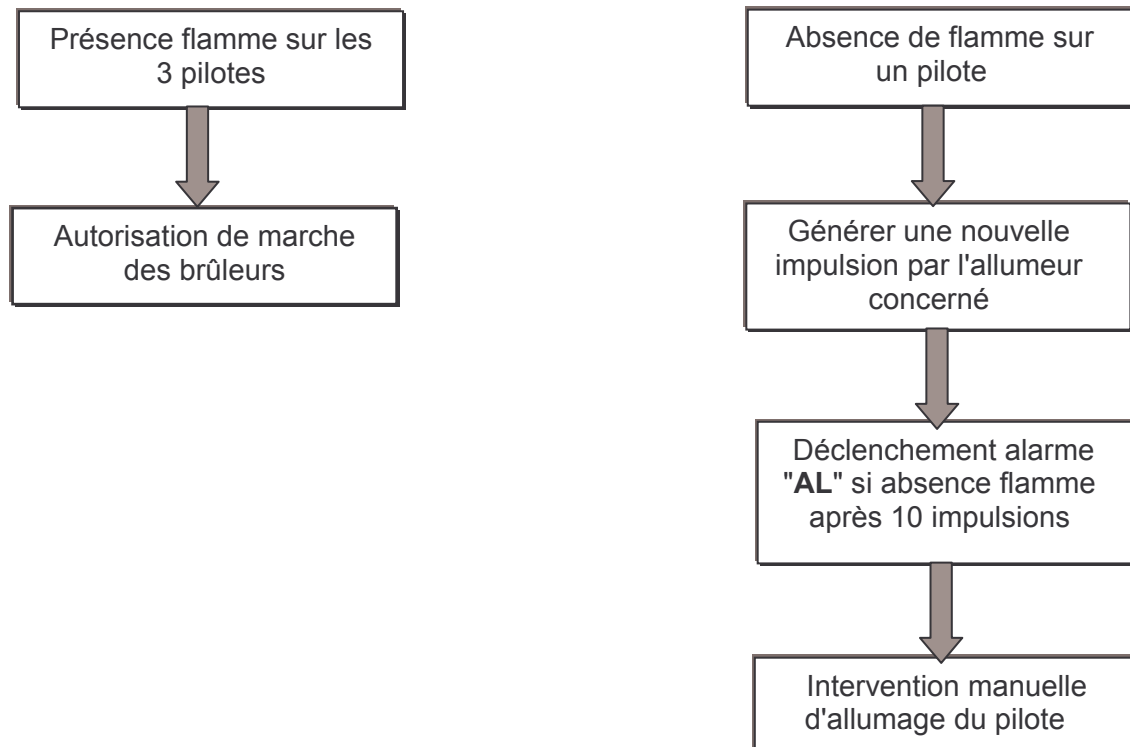 Présence flamme sur les
3 pilotes
Autorisation de marche
des brûleurs
Absence de flamme sur
un pilote
Générer une nouvelle
impulsion par l'allumeur
concerné
Déclenchement alarme
"AL" si absence flamme
après 10 impulsions
Intervention manuelle
d'allumage du pilote